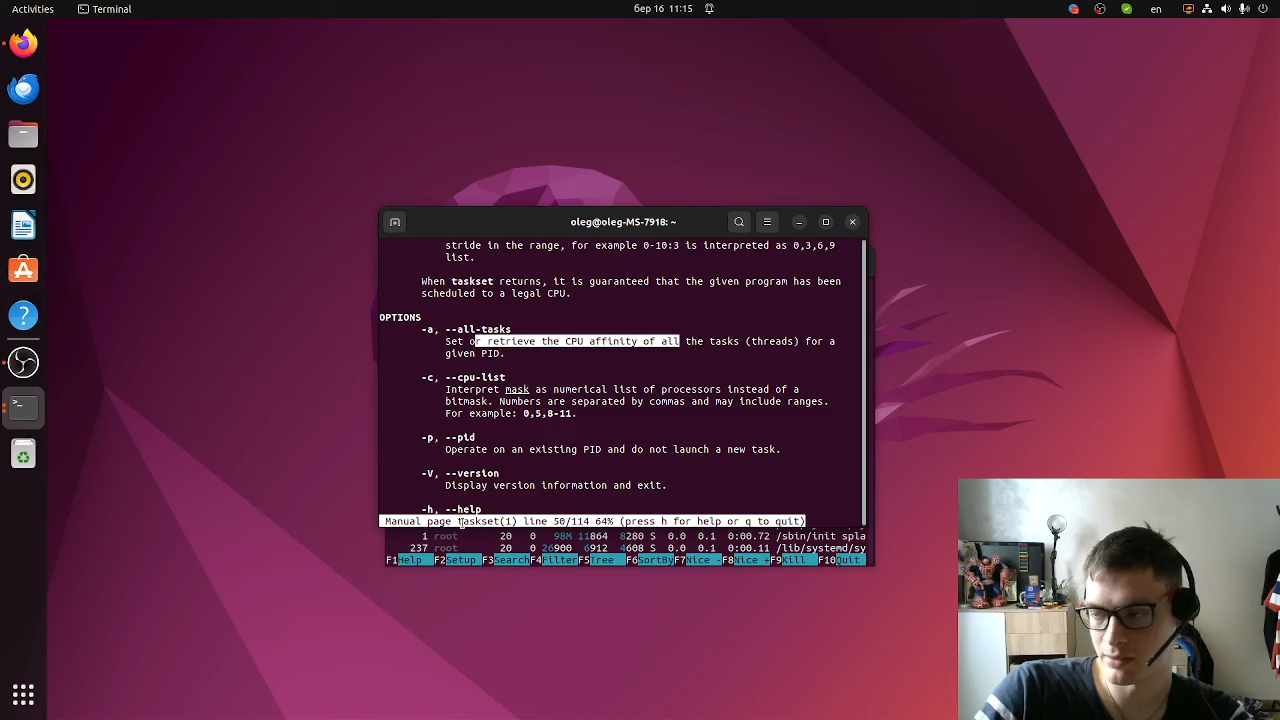 Activities
Terminal
бер 16 11:15
en
oleg@oleg-MS-7918: ~
stride in the range, for example 0-10:3 is interpreted as 0,3,6,9
list.
When taskset returns, it is guaranteed that the given program has been
scheduled to a legal CPU.
OPTIONS
-a, --all-tasks
Set or retrieve the CPU affinity of all the tasks (threads) for a
given PID.
-c, --cpu-list
Interpret mask as numerical list of processors instead of a
bitmask. Numbers are separated by commas and may include ranges.
For example: 0,5,8-11.
-p, --pid
Operate on an existing PID and do not launch a new task.
-V, --version
Display version information and exit.
-h, --help
Manual page taskset(1) line 50/114 64% (press h for help or q to quit)
1 root 20 0 98M 11864 8280 S 0.0 0.1 0:00.72 /sbin/init spla
237 root 20 0 26900 6912 4608 S 0.0 0.1 0:00.11 /lib/systemd/sy
F1Help F2Setup F3Search F4Filter F5Tree F6SortBy F7Nice - F8Nice + F9Kill F10Quit